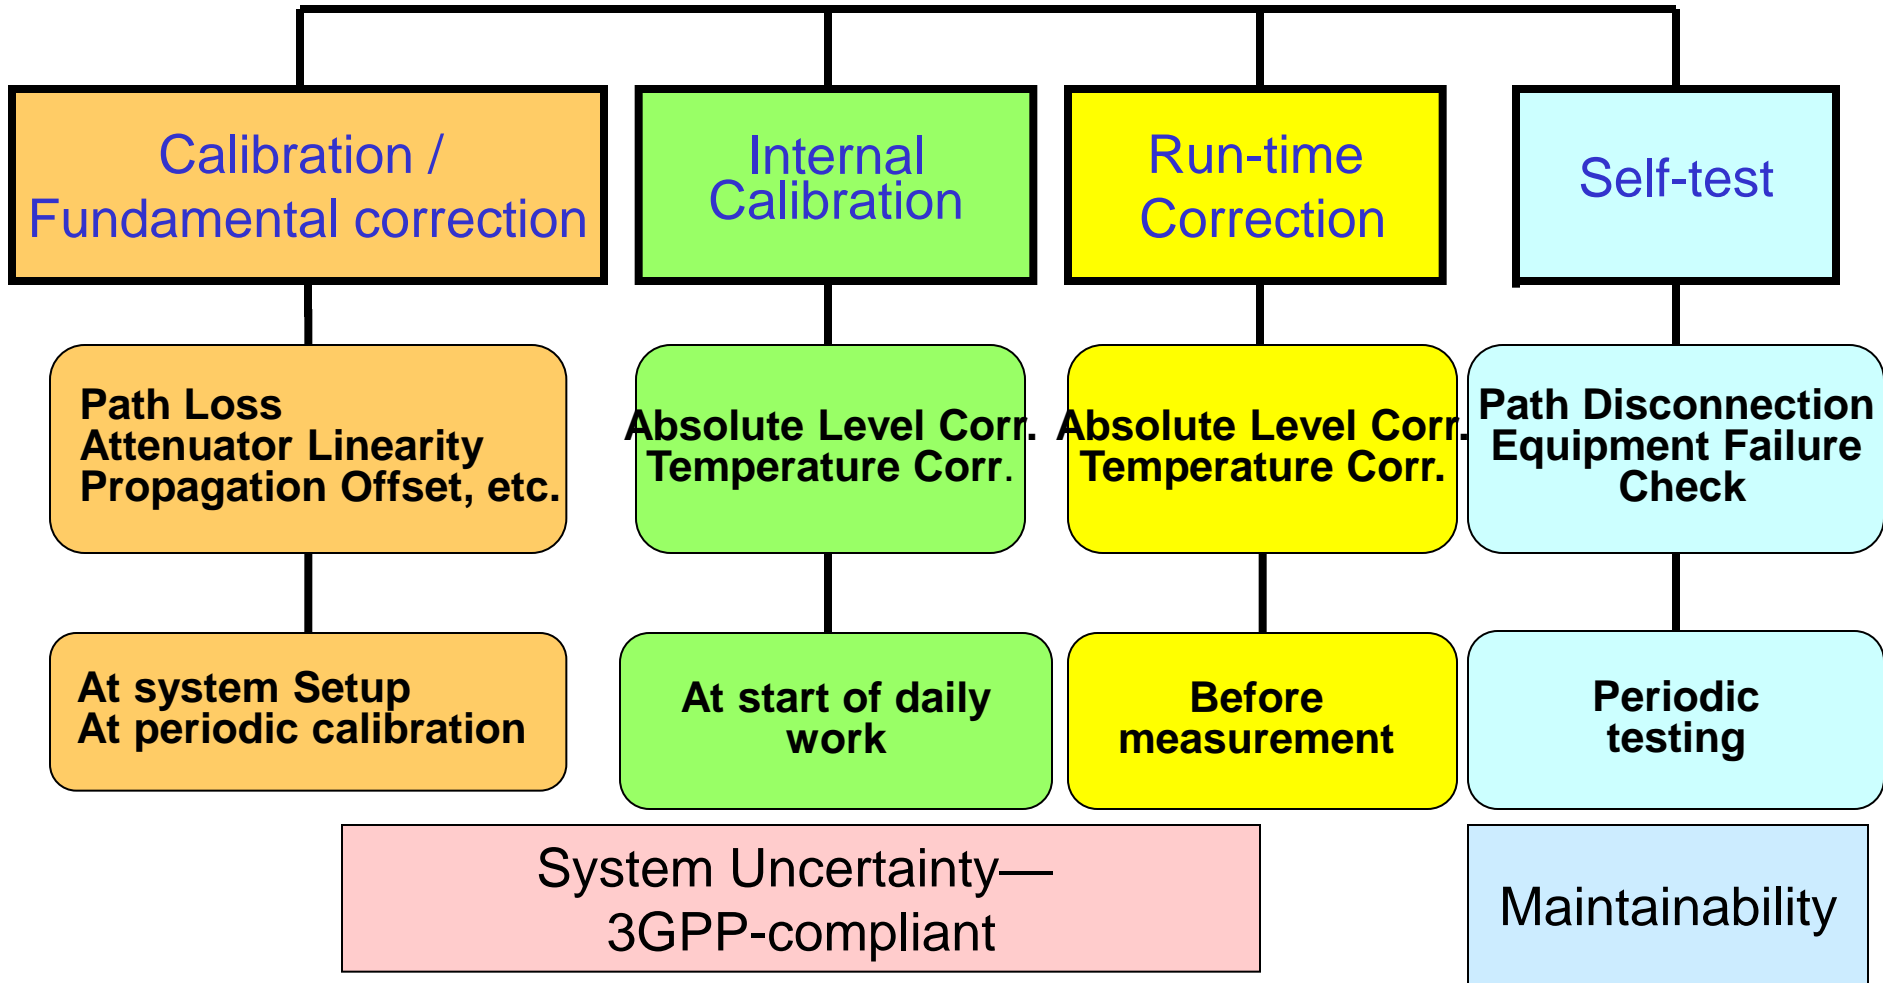 Calibration /
Fundamental correction
Internal
Calibration
Run-time
Correction
Self-test
Path Loss
Attenuator Linearity
Propagation Offset, etc.
Absolute Level Corr.
Temperature Corr.
Absolute Level Corr.
Temperature Corr.
Path Disconnection
Equipment Failure
Check
At system Setup
At periodic calibration
At start of daily
work
Before
measurement
Periodic
testing
System Uncertainty—
3GPP-compliant
Maintainability